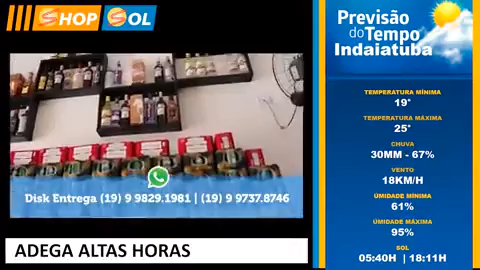 SHOP SOL
Disk Entrega (19) 9 9829.1981 | (19) 9 9737.8746
ADEGA ALTAS HORAS
Previsão
do Tempo
Indaiatuba
TEMPERATURA MÍNIMA
19°
TEMPERATURA MÁXIMA
25°
CHUVA
30MM - 67%
VENTO
18KM/H
ÚMIDADE MÍNIMA
61%
ÚMIDADE MÁXIMA
95%
SOL
05:40H | 18:11H